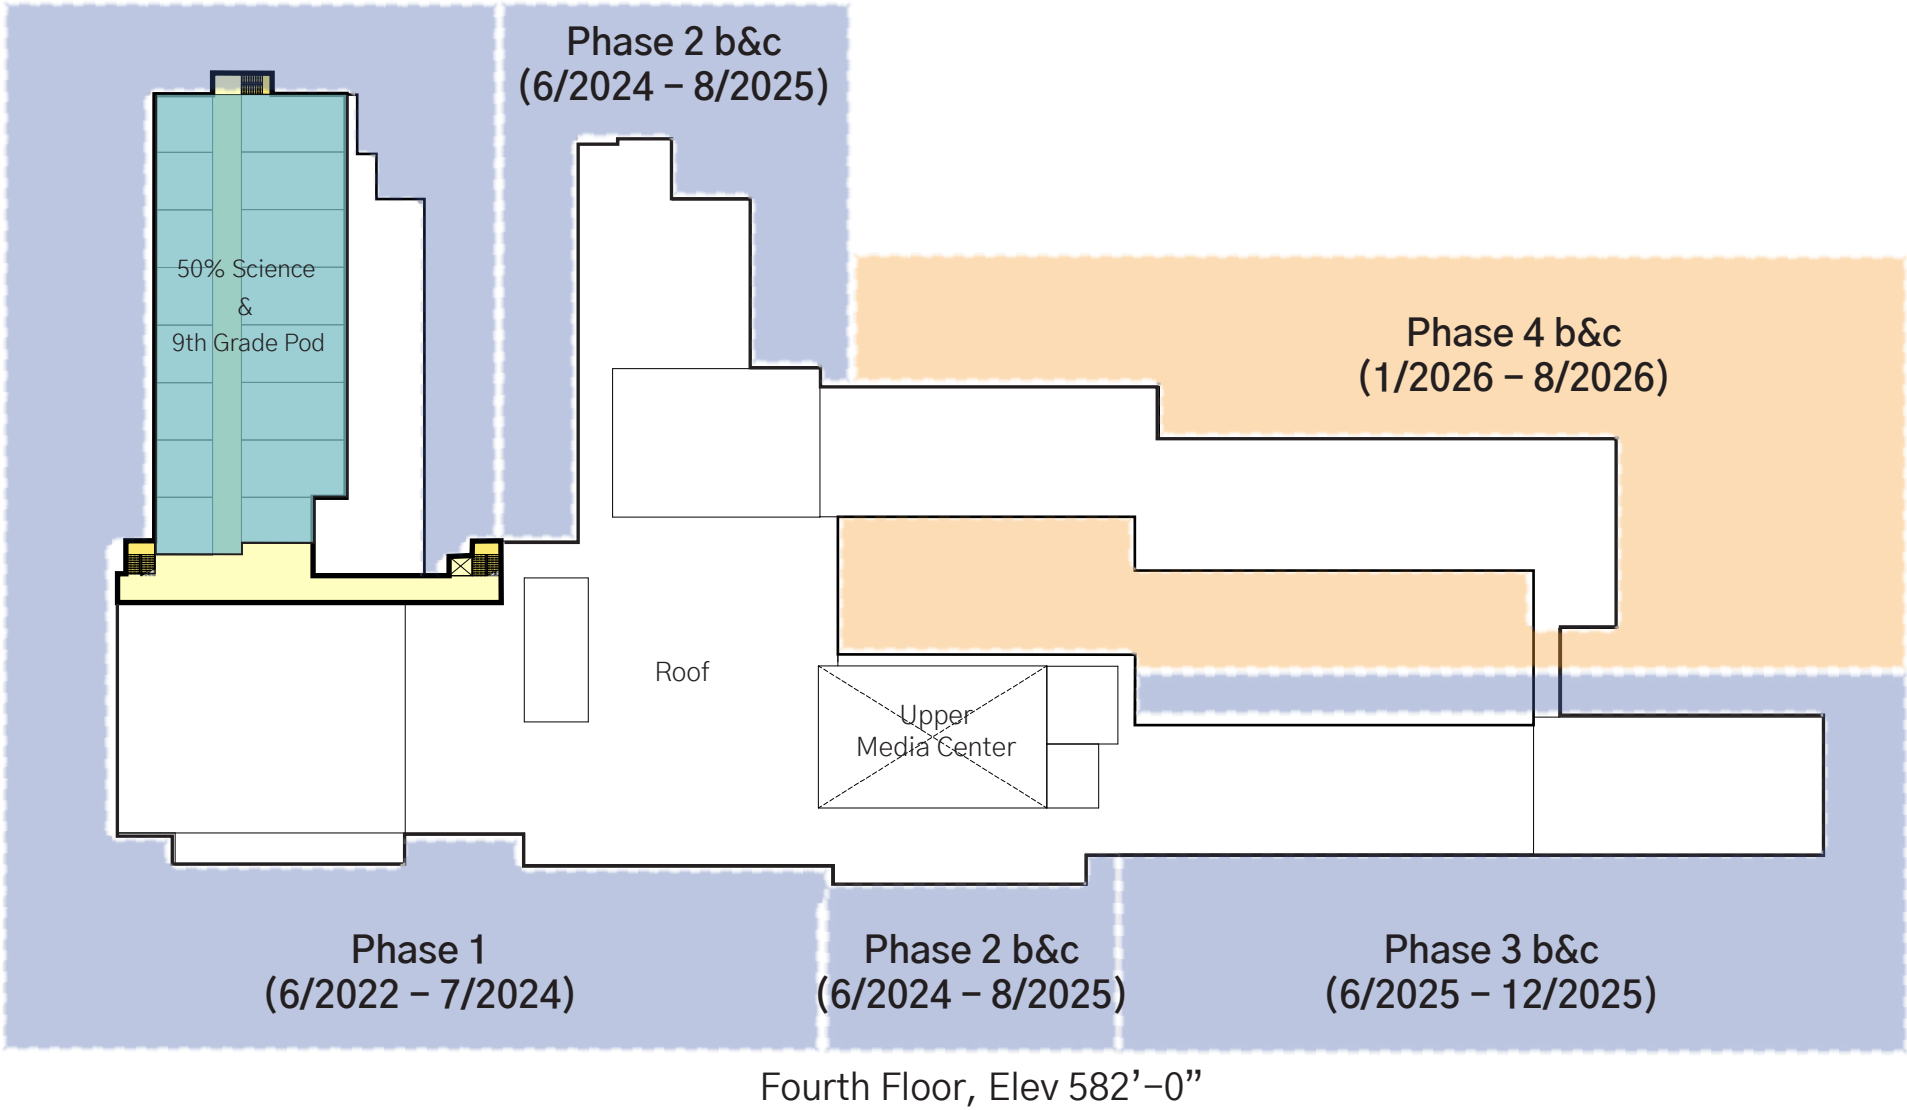 Phase 2 b&c
(6/2024 – 8/2025)
50% Science
&
9th Grade Pod
Phase 4 b&c
(1/2026 – 8/2026)
Roof
Upper
Media Center
Phase 1
(6/2022 – 7/2024)
Phase 2 b&c
(6/2024 – 8/2025)
Phase 3 b&c
(6/2025 – 12/2025)
Fourth Floor, Elev 582’–0”